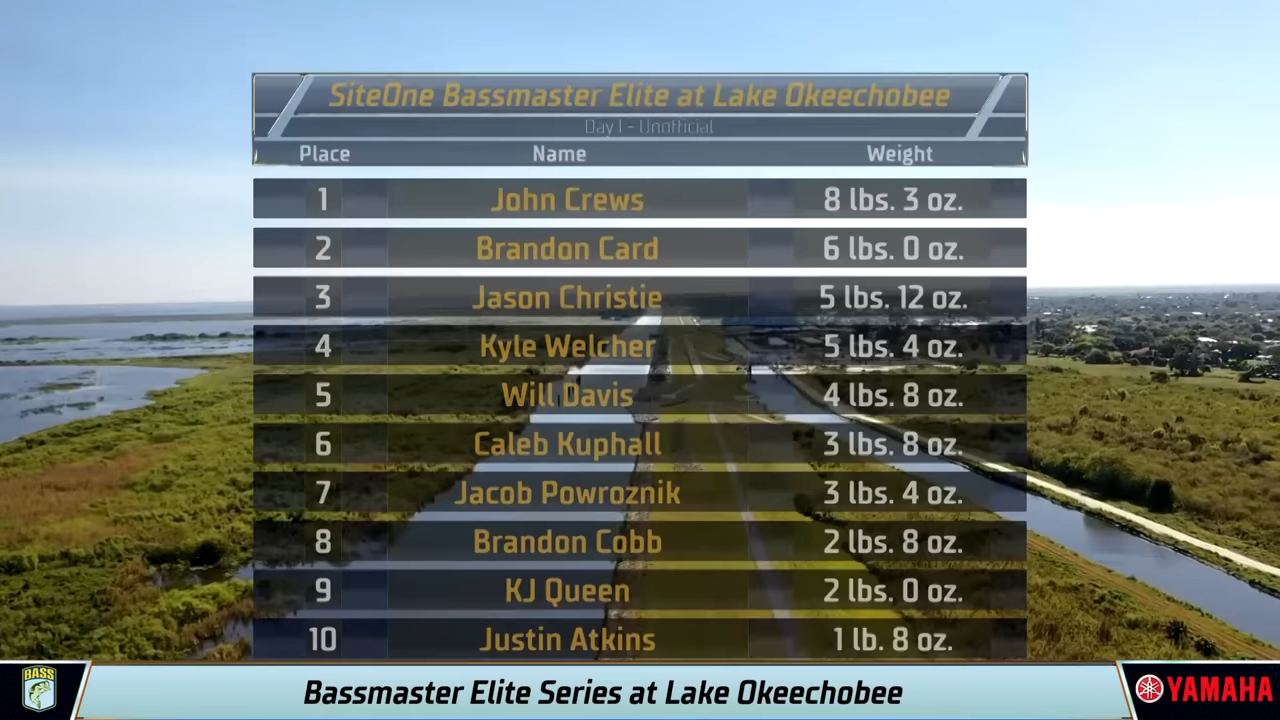 SiteOne Bassmaster Elite at Lake Okeechobee
Day 1 - Unofficial
Place Name Weight
1 John Crews 8 lbs. 3 oz.
2 Brandon Card 6 lbs. 0 oz.
3 Jason Christie 5 lbs. 12 oz.
4 Kyle Welcher 5 lbs. 4 oz.
5 Will Davis 4 lbs. 8 oz.
6 Caleb Kuphall 3 lbs. 8 oz.
7 Jacob Powroznik 3 lbs. 4 oz.
8 Brandon Cobb 2 lbs. 8 oz.
9 KJ Queen 2 lbs. 0 oz.
10 Justin Atkins 1 lb. 8 oz.
BASS
Bassmaster Elite Series at Lake Okeechobee
YAMAHA